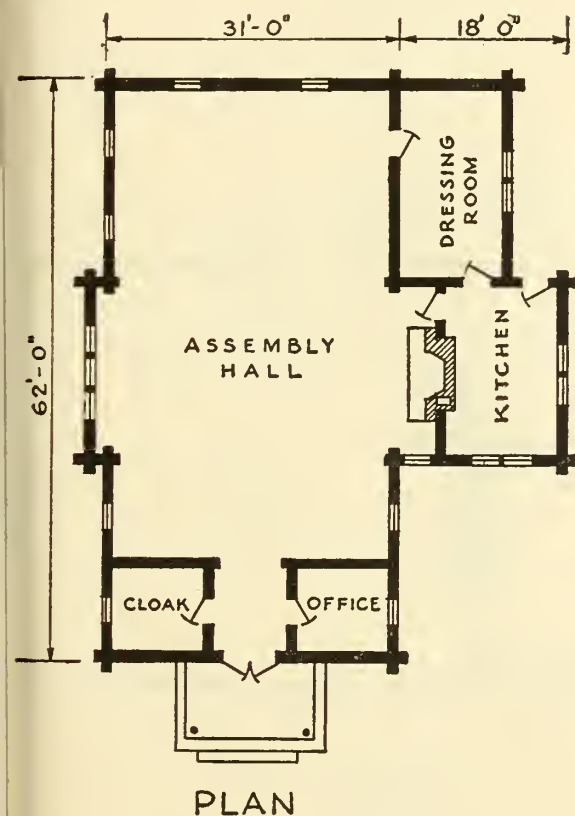 31'-0" 18'-0"
62'-0"
DRESSING
ROOM
ASSEMBLY
HALL
KITCHEN
CLOAK
OFFICE
PLAN